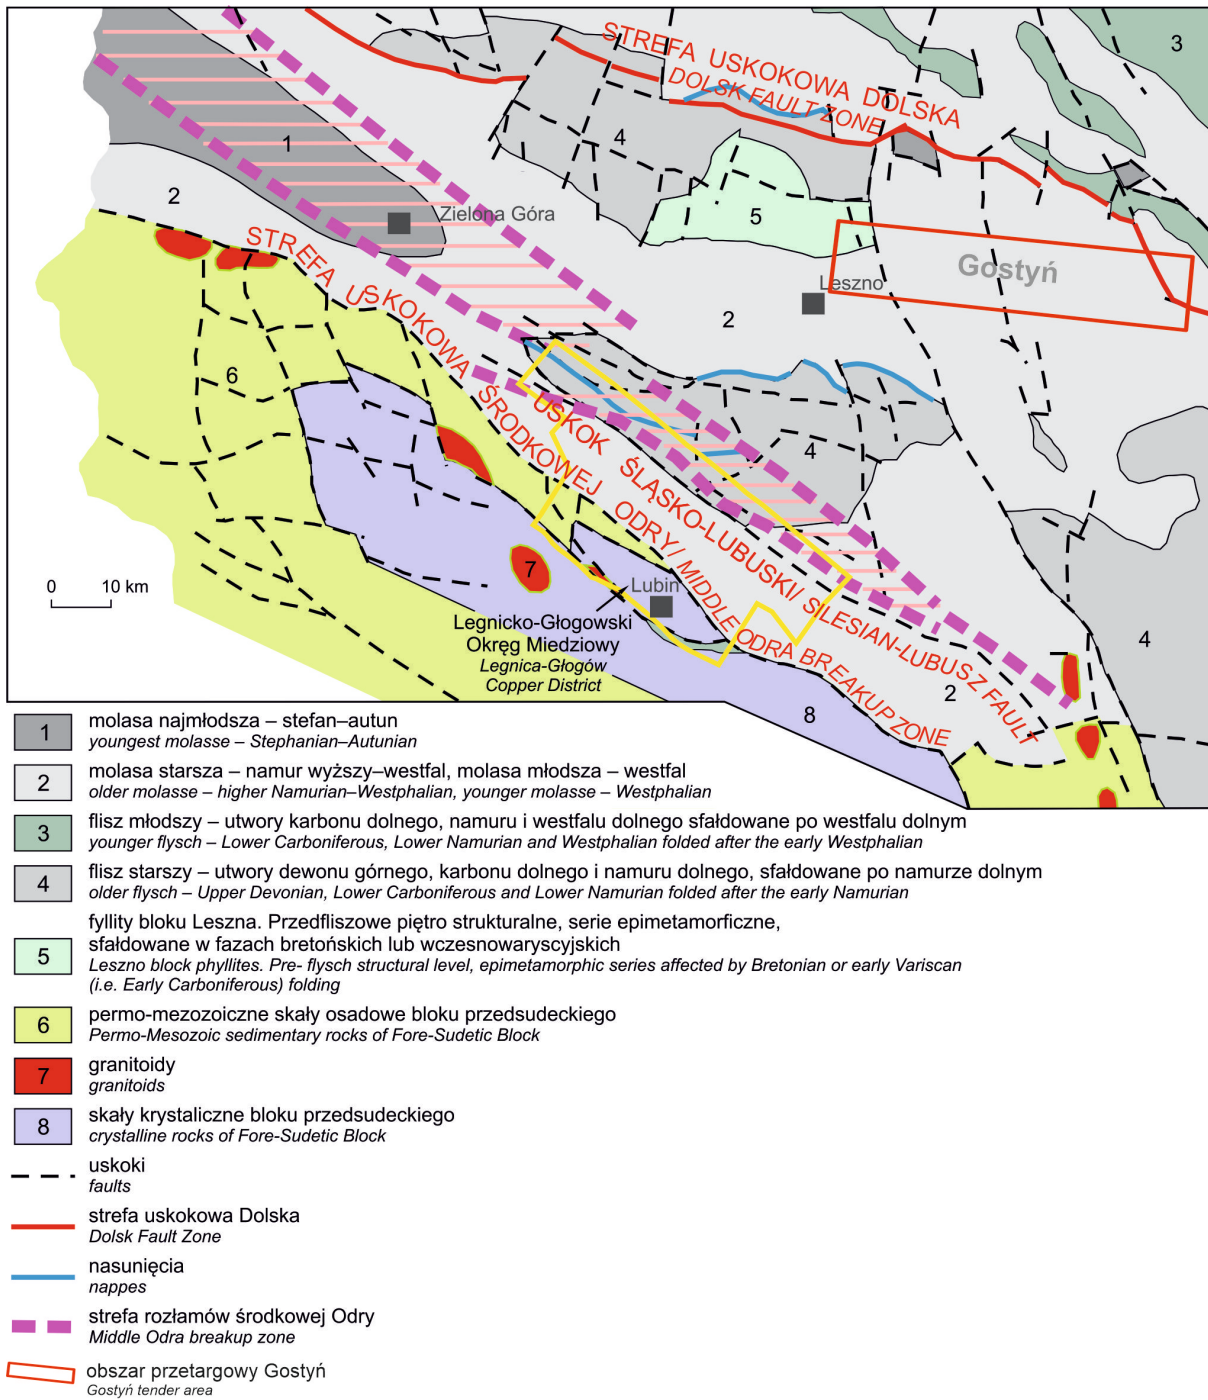 STREFA USKOKOWA DOLSKA
DOLSK FAULT ZONE
3
4
1
5
2
Zielona Góra
Gostyń
Leszno
STREFA USKOKOWA ŚRODKOWEJ ODRY/ MIDDLE ODRA BREAKUP ZONE
2
6
USKOK ŚLĄSKO-LUBUSKI/ SILESIAN-LUBUSZ FAULT
4
7
0 10 km
Lubin
Legnicko-Głogowski
Okręg Miedziowy
Legnica-Głogów
Copper District
4
2
8
1
molasa najmłodsza – stefan–autun
youngest molasse – Stephanian–Autunian
2
molasa starsza – namur wyższy–westfal, molasa młodsza – westfal
older molasse – higher Namurian–Westphalian, younger molasse – Westphalian
3
flisz młodszy – utwory karbonu dolnego, namuru i westfalu dolnego sfałdowane po westfalu dolnym
younger flysch – Lower Carboniferous, Lower Namurian and Westphalian folded after the early Westphalian
4
flisz starszy – utwory dewonu górnego, karbonu dolnego i namuru dolnego, sfałdowane po namurze dolnym
older flysch – Upper Devonian, Lower Carboniferous and Lower Namurian folded after the early Namurian
fyllity bloku Leszna. Przedfliszowe piętro strukturalne, serie epimetamorficzne,
5
sfałdowane w fazach bretońskich lub wczesnowaryscyjskich
Leszno block phyllites. Pre- flysch structural level, epimetamorphic series affected by Bretonian or early Variscan
(i.e. Early Carboniferous) folding
6
permo-mezozoiczne skały osadowe bloku przedsudeckiego
Permo-Mesozoic sedimentary rocks of Fore-Sudetic Block
7
granitoidy
granitoids
8
skały krystaliczne bloku przedsudeckiego
crystalline rocks of Fore-Sudetic Block
uskoki
faults
strefa uskokowa Dolska
Dolsk Fault Zone
nasunięcia
nappes
strefa rozłamów środkowej Odry
Middle Odra breakup zone
obszar przetargowy Gostyń
Gostyń tender area